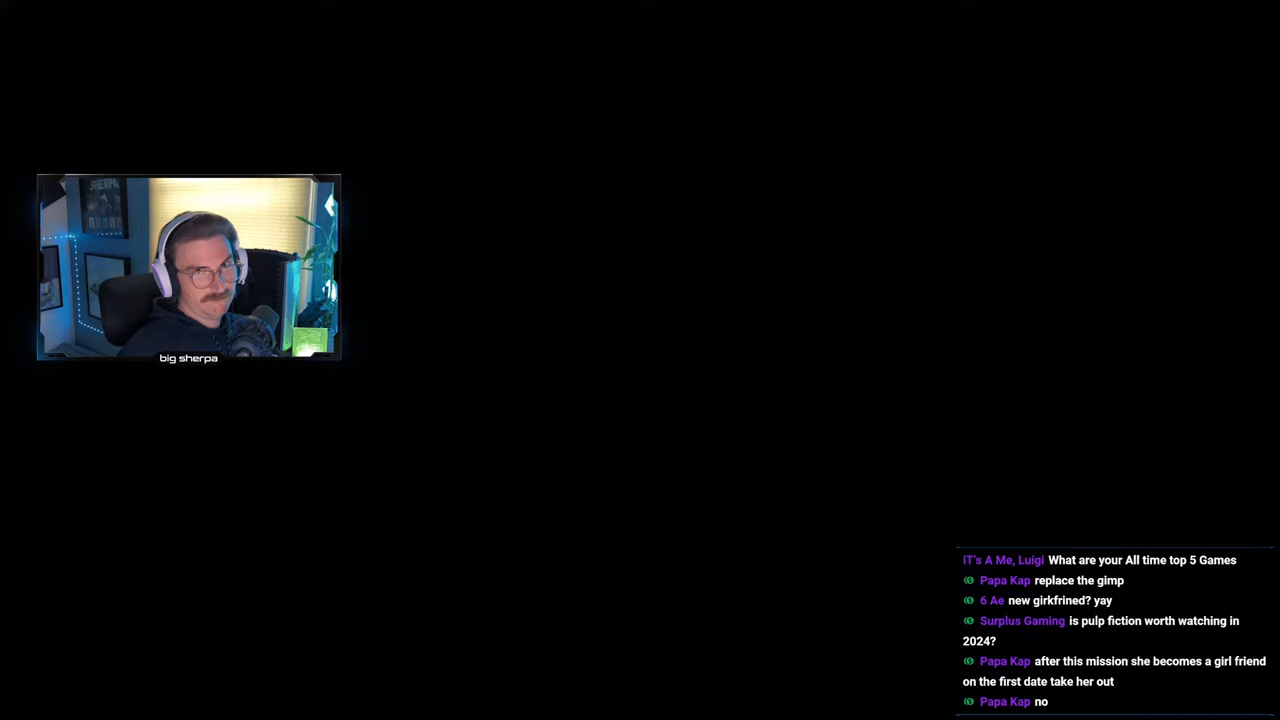 SHERPA
big sherpa
iT's A Me, Luigi What are your All time top 5 Games
Papa Kap replace the gimp
6 Ae new girkfrined? yay
Surplus Gaming is pulp fiction worth watching in
2024?
Papa Kap after this mission she becomes a girl friend
on the first date take her out
Papa Kap no